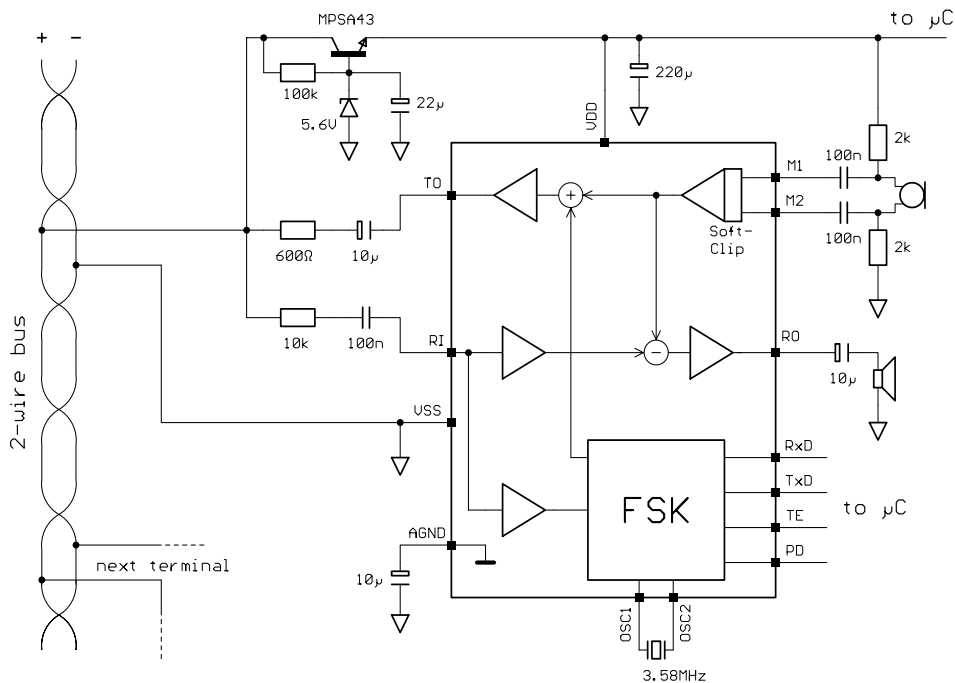 MPSA43
to µC
+ -
100k
22µ
5.6V
220µ
VDD
2k
100n
M1
TO
+
M2
100n
2k
Soft-
Clip
600Ω
10µ
10k
100n
RI
-
RO
10µ
2-wire bus
VSS
RxD
TxD
to µC
FSK
TE
AGND
PD
next terminal
10µ
OSC1
OSC2
3.58MHz